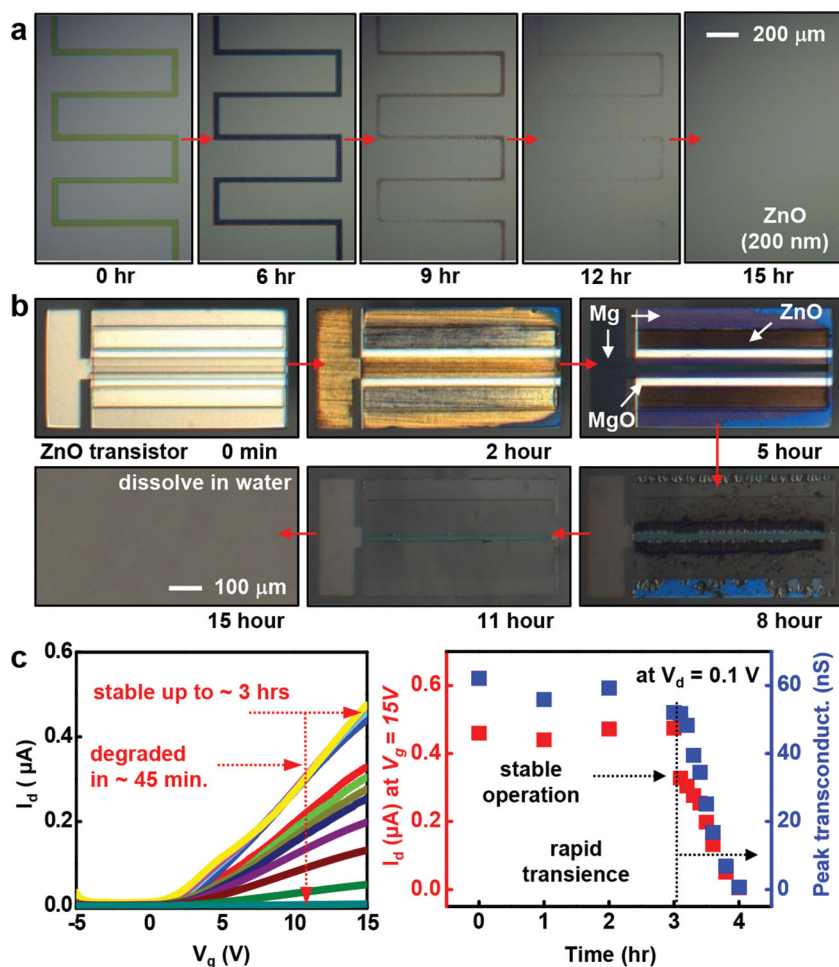 a
200 μm
ZnO
(200 nm)
0 hr
6 hr
9 hr
12 hr
15 hr
b
Mg
ZnO
MgO
ZnO transistor
0 min
2 hour
5 hour
dissolve in water
100 μm
15 hour
11 hour
8 hour
c
0.6
0.4
0.2
0.0
I_d (μA)
stable up to ~ 3 hrs
degraded
in ~ 45 min.
-5
0
5
10
15
V_g (V)
0.6
0.4
0.2
0.0
I_d (μA) at V_g = 15V
at V_d = 0.1 V
stable
operation
rapid
transience
60
30
0
Peak transconduct. (nS)
0
1
2
3
4
Time (hr)